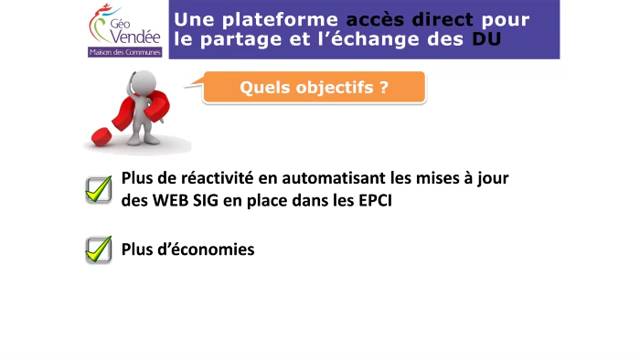 Géo
Vendée
Maison des Communes
Une plateforme accès direct pour
le partage et l'échange des DU
Quels objectifs ?
Plus de réactivité en automatisant les mises à jour
des WEB SIG en place dans les EPCI
Plus d'économies